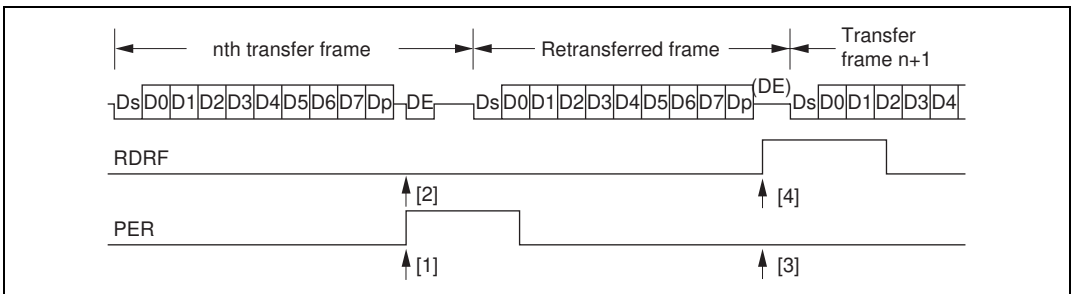 nth transfer frame Retransferred frame Transfer
frame n+1
Ds D0 D1 D2 D3 D4 D5 D6 D7 Dp DE Ds D0 D1 D2 D3 D4 D5 D6 D7 Dp (DE) Ds D0 D1 D2 D3 D4
RDRF
[2] [4]
PER
[1] [3]